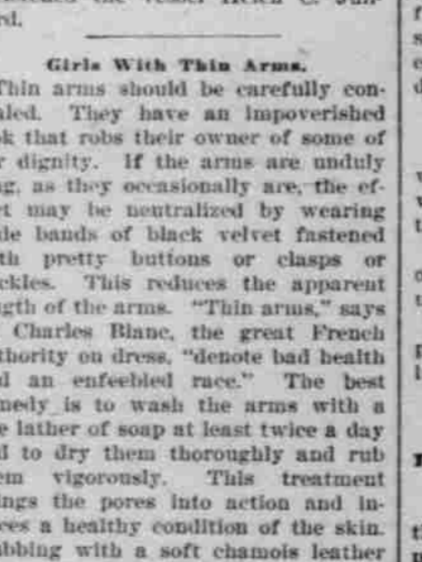 rd.
Girls With Thin Arms.
Thin arms should be carefully con-
aled. They have an impoverished
ok that robs their owner of some of
r dignity. If the arms are unduly
ng, as they occasionally are, the ef-
ct may be neutralized by wearing
de bands of black velvet fastened
th pretty buttons or clasps or
ckles. This reduces the apparent
ngth of the arms. "Thin arms," says
Charles Blanc, the great French
thority on dress, "denote bad health
d an enfeebled race." The best
medy is to wash the arms with a
e lather of soap at least twice a day
d to dry them thoroughly and rub
em vigorously. This treatment
ings the pores into action and in-
ces a healthy condition of the skin.
bbing with a soft chamois leather